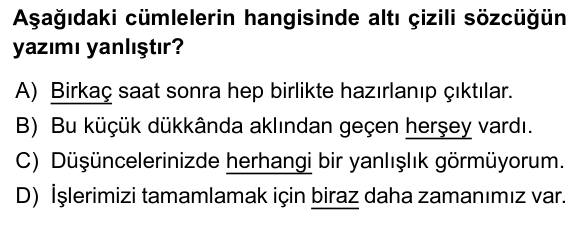 Aşağıdaki cümlelerin hangisinde altı çizili sözcüğün
yazımı yanlıştır?
A) Birkaç saat sonra hep birlikte hazırlanıp çıktılar.
B) Bu küçük dükkânda aklından geçen herşey vardı.
C) Düşüncelerinizde herhangi bir yanlışlık görmüyorum.
D) İşlerimizi tamamlamak için biraz daha zamanımız var.